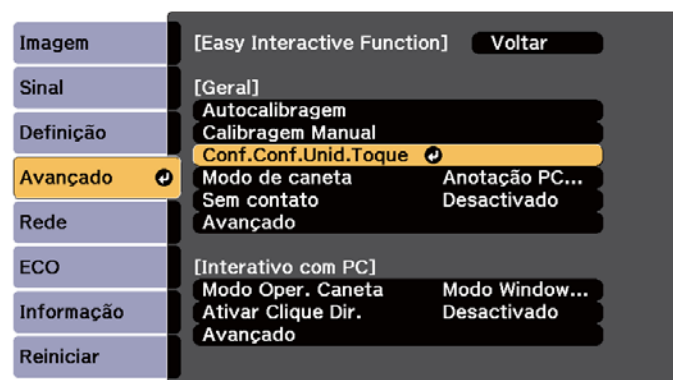 Imagem
Sinal
Definição
Avançado
Rede
ECO
Informação
Reiniciar
[Easy Interactive Function] Voltar
[Geral]
Autocalibragem
Calibragem Manual
Conf.Conf.Unid.Toque
Modo de caneta Anotação PC...
Sem contato Desactivado
Avançado
[Interativo com PC]
Modo Oper. Caneta Modo Window...
Ativar Clique Dir. Desactivado
Avançado